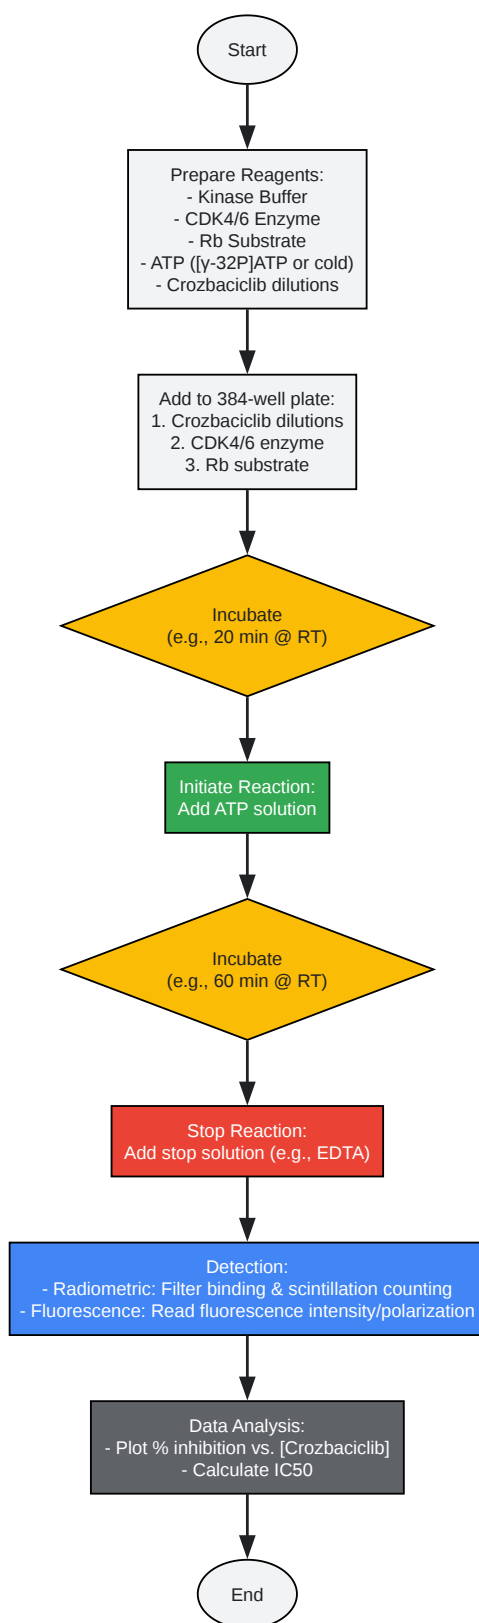 Start
Prepare Reagents:
- Kinase Buffer
- CDK4/6 Enzyme
- Rb Substrate
- ATP ([γ-32P]ATP or cold)
- Crozbaciclib dilutions
Add to 384-well plate:
1. Crozbaciclib dilutions
2. CDK4/6 enzyme
3. Rb substrate
Incubate
(e.g., 20 min @ RT)
Initiate Reaction:
Add ATP solution
Incubate
(e.g., 60 min @ RT)
Stop Reaction:
Add stop solution (e.g., EDTA)
Detection:
- Radiometric: Filter binding & scintillation counting
- Fluorescence: Read fluorescence intensity/polarization
Data Analysis:
- Plot % inhibition vs. [Crozbaciclib]
- Calculate IC50
End